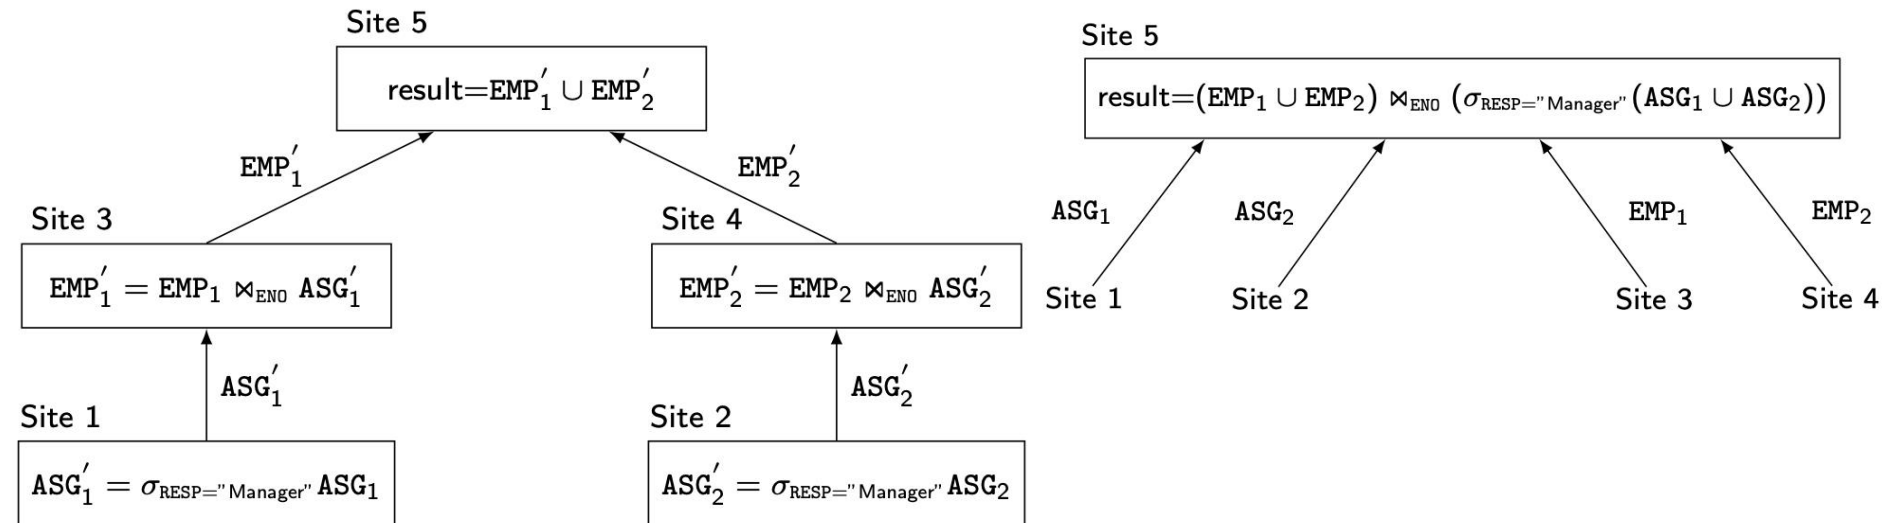 Site 5
result=EMP′₁ ∪ EMP′₂
EMP′₁
EMP′₂
Site 3
EMP′₁ = EMP₁ ⋈ENO ASG′₁
Site 4
EMP′₂ = EMP₂ ⋈ENO ASG′₂
ASG′₁
ASG′₂
Site 1
ASG′₁ = σRESP="Manager" ASG₁
Site 2
ASG′₂ = σRESP="Manager" ASG₂
Site 5
result=(EMP₁ ∪ EMP₂) ⋈ENO (σRESP="Manager"(ASG₁ ∪ ASG₂))
ASG₁
ASG₂
EMP₁
EMP₂
Site 1
Site 2
Site 3
Site 4